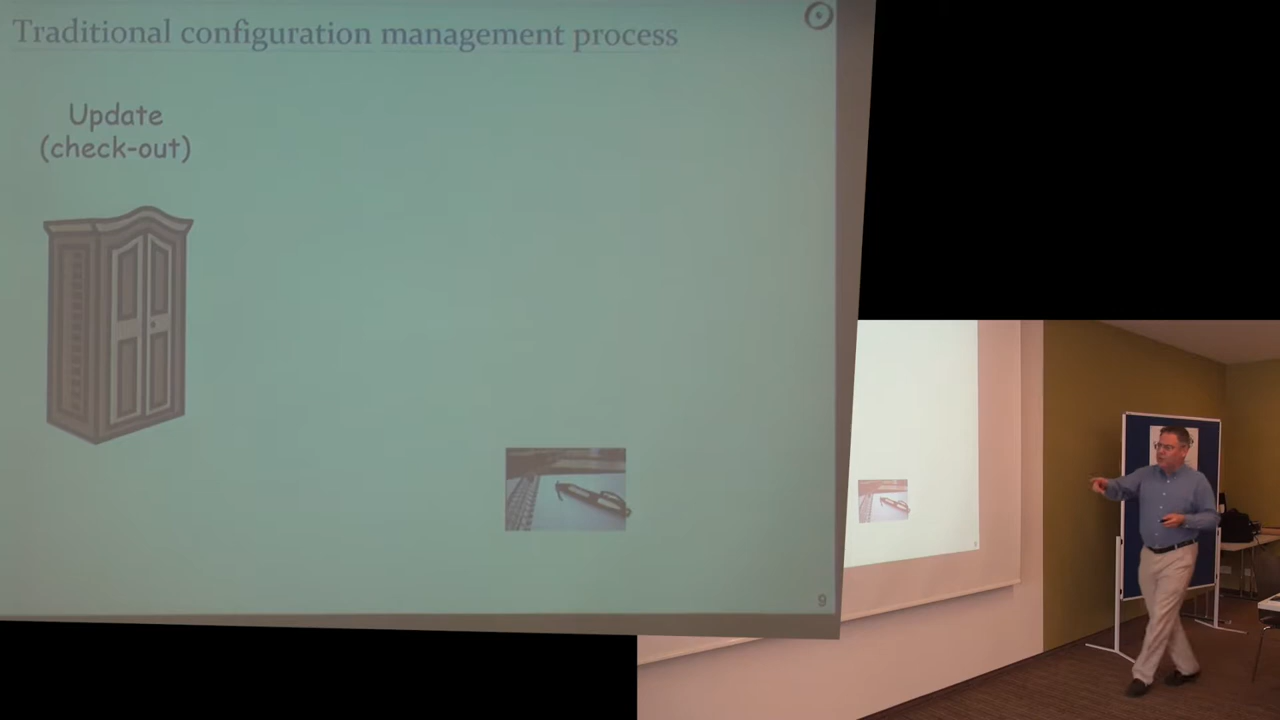 Traditional configuration management process
Update
(check-out)
9